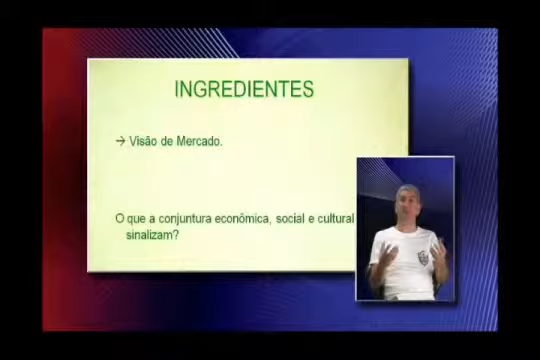 INGREDIENTES
→ Visão de Mercado.
O que a conjuntura econômica, social e cultural
sinalizam?